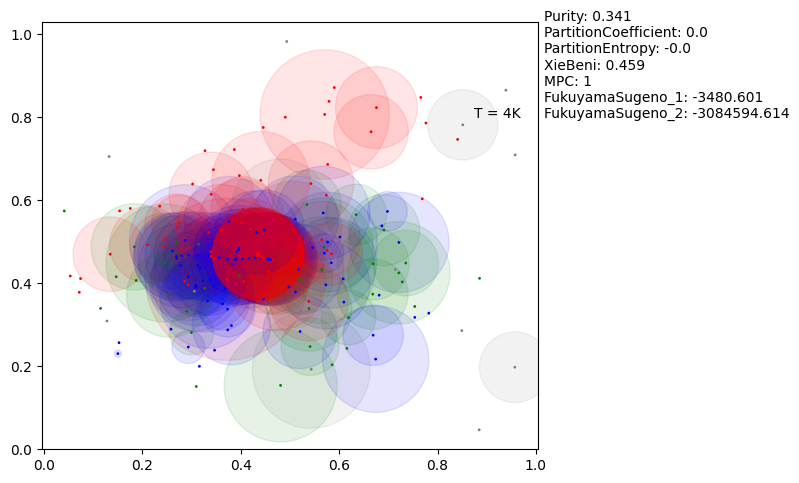 Purity: 0.341
PartitionCoefficient: 0.0
PartitionEntropy: -0.0
XieBeni: 0.459
MPC: 1
FukuyamaSugeno_1: -3480.601
FukuyamaSugeno_2: -3084594.614
T = 4K
1.0
0.8
0.6
0.4
0.2
0.0
0.0 0.2 0.4 0.6 0.8 1.0